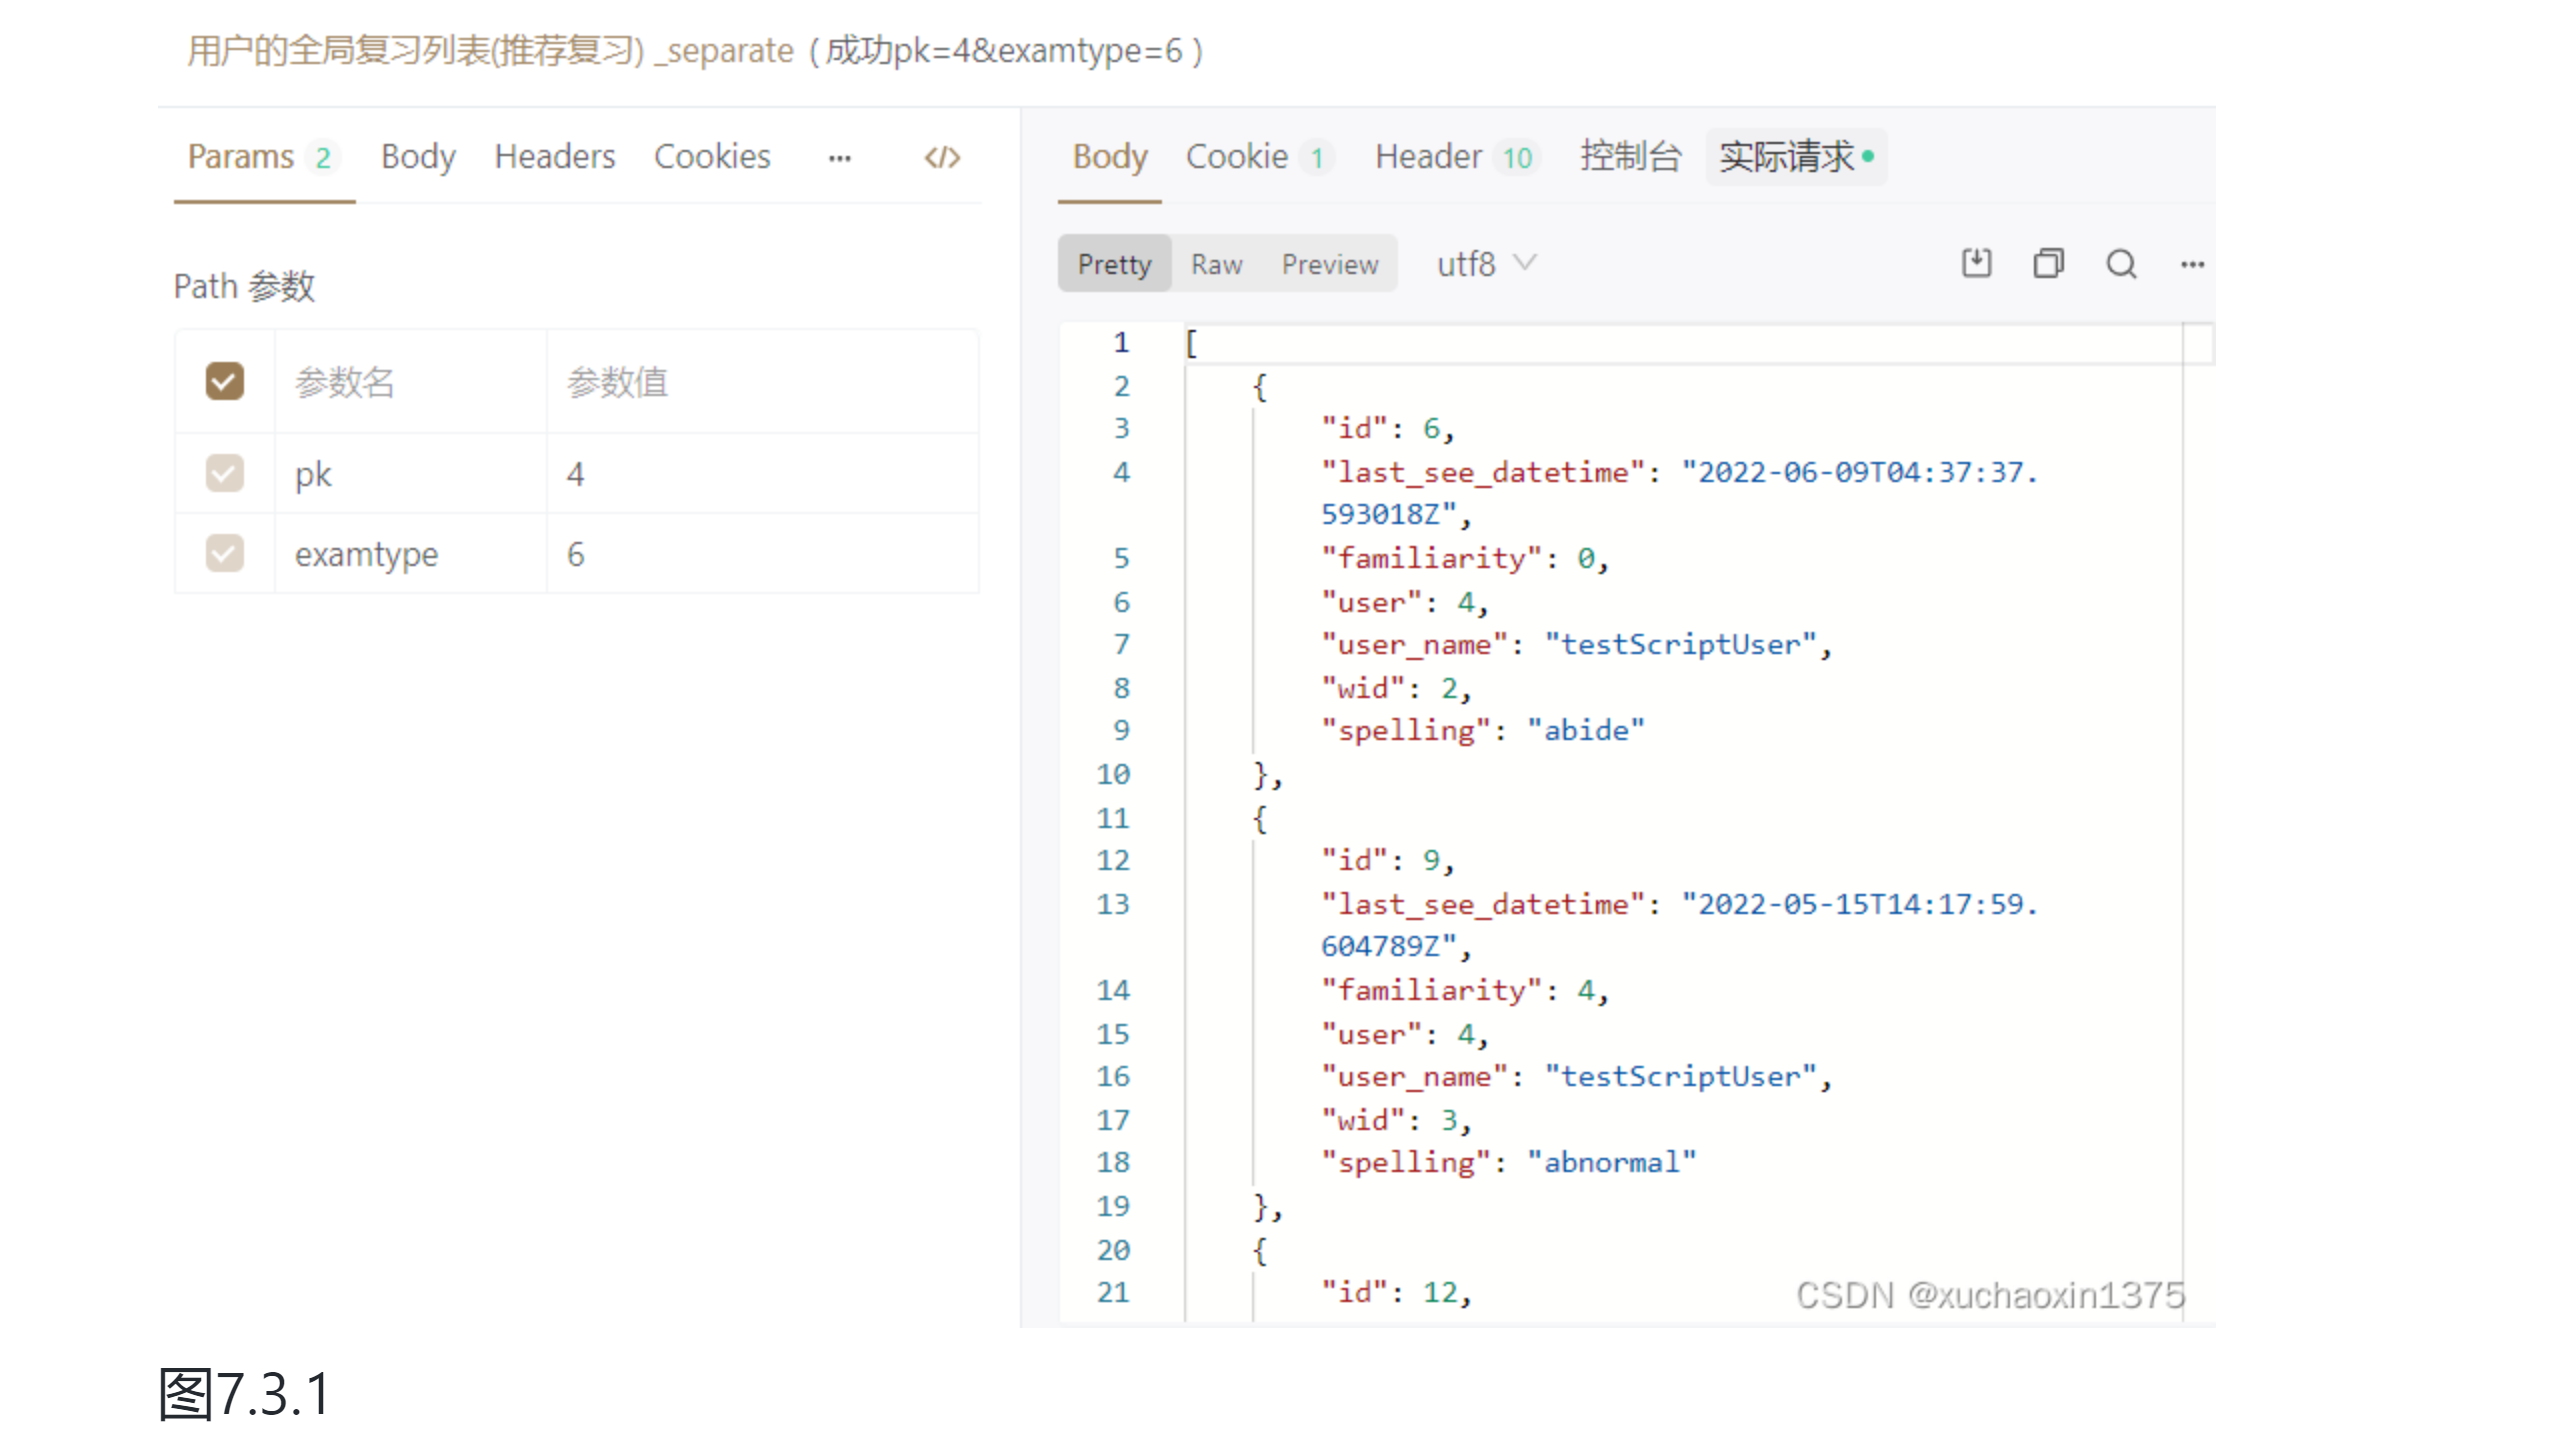 用户的全局复习列表(推荐复习) _separate（成功pk=4&examtype=6 ）
Params 2 Body Headers Cookies ··· </>
Path 参数
参数名 参数值
pk 4
examtype 6
Body Cookie 1 Header 10 控制台 实际请求
Pretty Raw Preview utf8 ···
1 [
2 {
3 "id": 6,
4 "last_see_datetime": "2022-06-09T04:37:37.
593018Z",
5 "familiarity": 0,
6 "user": 4,
7 "user_name": "testScriptUser",
8 "wid": 2,
9 "spelling": "abide"
10 },
11 {
12 "id": 9,
13 "last_see_datetime": "2022-05-15T14:17:59.
604789Z",
14 "familiarity": 4,
15 "user": 4,
16 "user_name": "testScriptUser",
17 "wid": 3,
18 "spelling": "abnormal"
19 },
20 {
21 "id": 12,
CSDN @xuchaoxin1375
图7.3.1